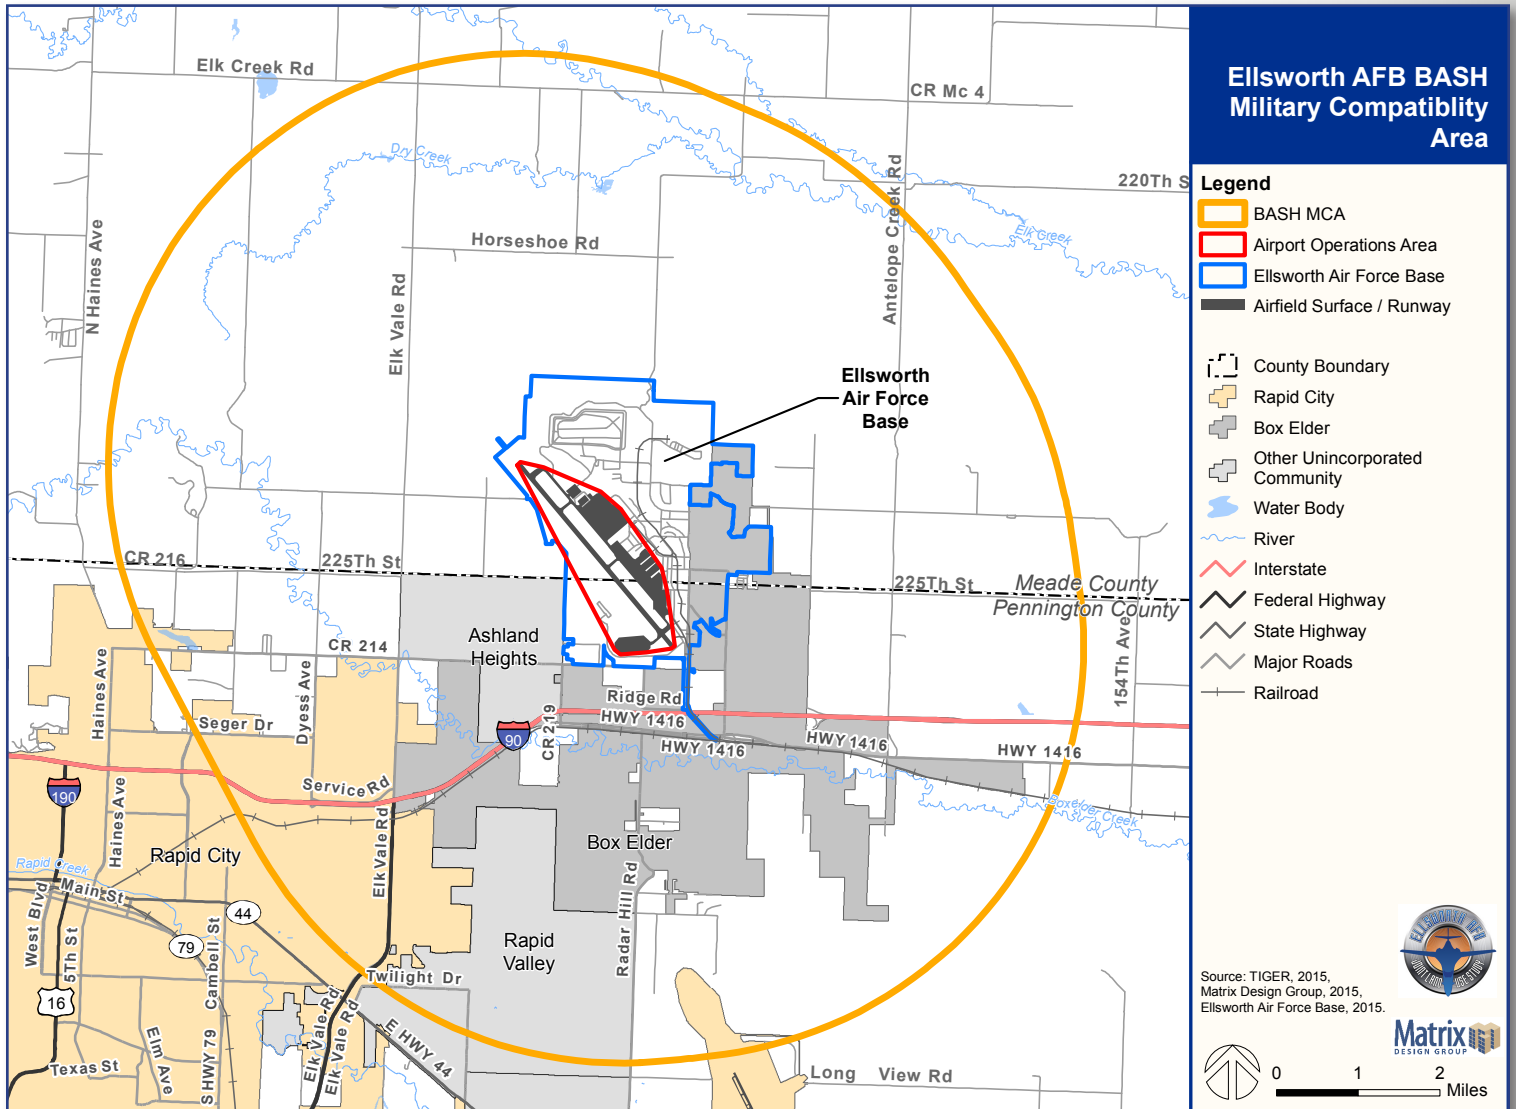 Ellsworth AFB BASH
Military Compatiblity
Area
Legend
BASH MCA
Airport Operations Area
Ellsworth Air Force Base
Airfield Surface / Runway
County Boundary
Rapid City
Box Elder
Other Unincorporated
Community
Water Body
River
Interstate
Federal Highway
State Highway
Major Roads
Railroad
Source: TIGER, 2015,
Matrix Design Group, 2015,
Ellsworth Air Force Base, 2015.
ELLSWORTH AFB
JOINT LAND USE STUDY
Matrix
DESIGN GROUP
0 1 2
Miles
Elk Creek Rd
CR Mc 4
Dry Creek
220Th S
Antelope Creek Rd
Elk Creek
N Haines Ave
Horseshoe Rd
Elk Vale Rd
Ellsworth
Air Force
Base
CR 216
225Th St
225Th St
Meade County
Pennington County
Ashland
Heights
CR 214
154Th Ave
Haines Ave
Dyess Ave
Seger Dr
Ridge Rd
HWY 1416
CR 219
90
HWY 1416
HWY 1416
HWY 1416
Service Rd
190
Haines Ave
Elk Vale Rd
Boxelder Creek
Rapid City
Box Elder
Rapid Creek
Main St
West Blvd
5Th St
44
79
Cambell St
Radar Hill Rd
Rapid
Valley
Twilight Dr
16
Elk Vale Rd
Elk Vale Rd
E HWY 44
Elm Ave
S HWY 79
Texas St
Long View Rd